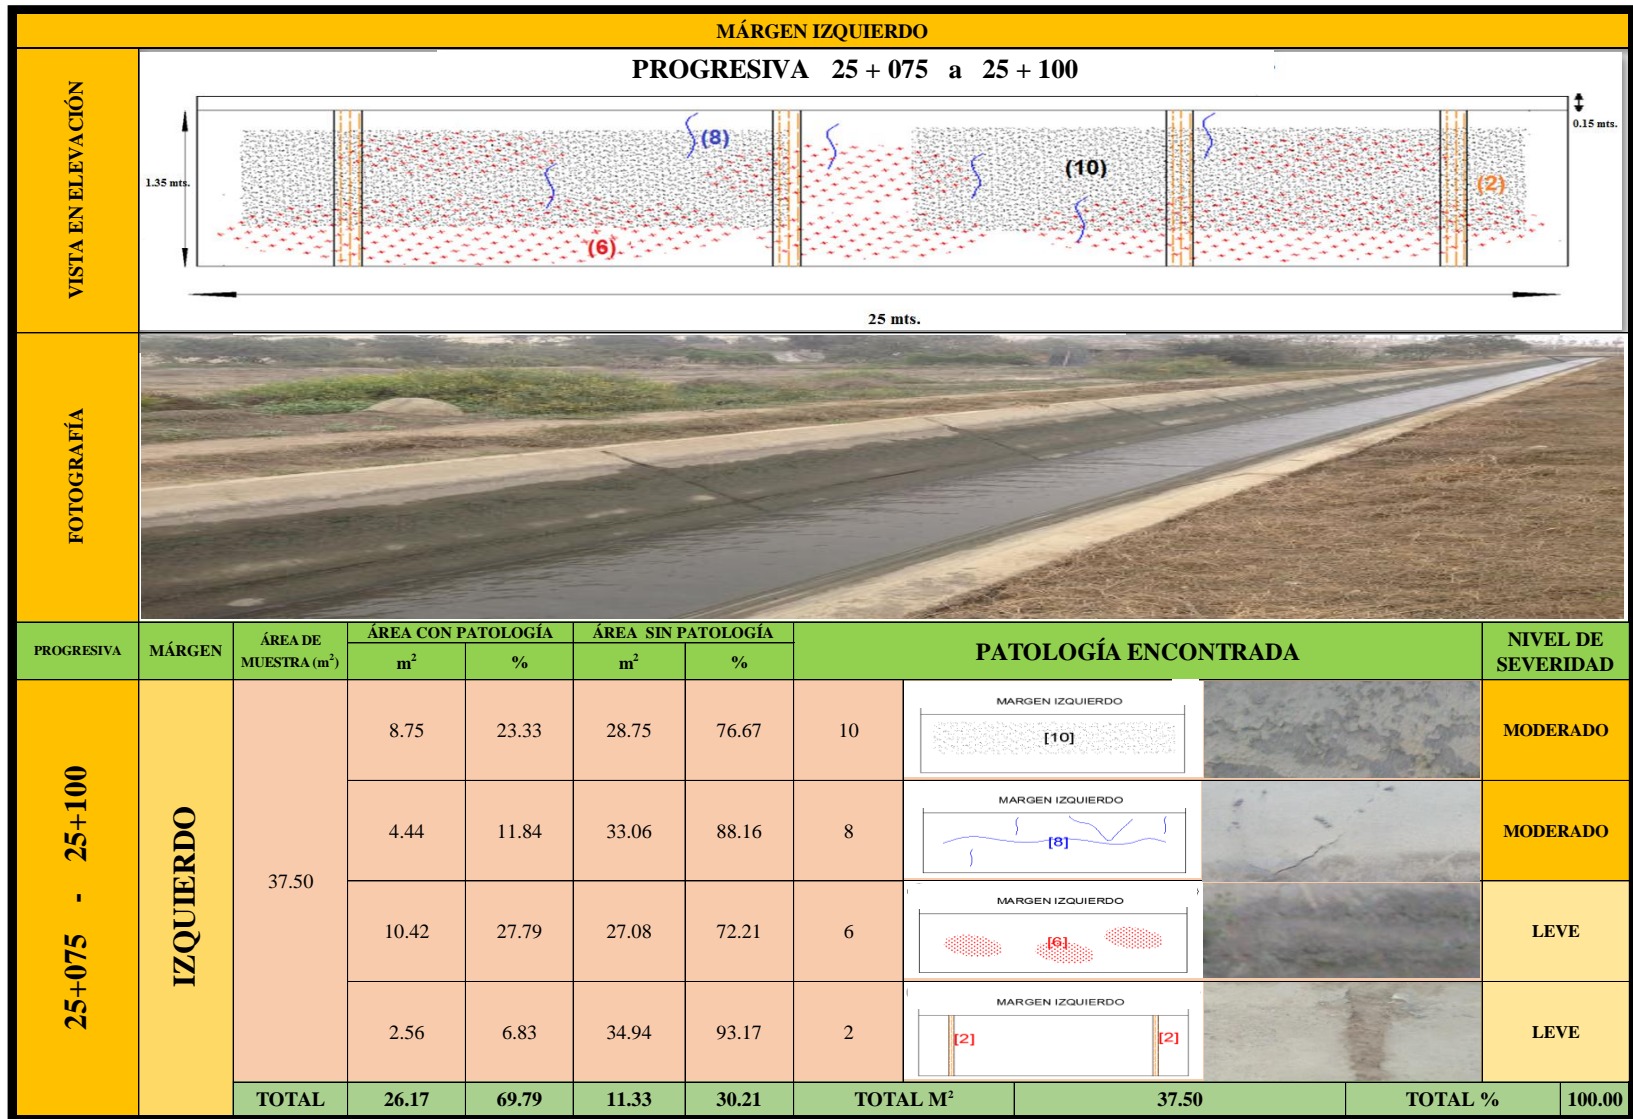 MÁRGEN IZQUIERDO
VISTA EN ELEVACIÓN
PROGRESIVA 25 + 075 a 25 + 100
0.15 mts.
1.35 mts.
(8)
(10)
(2)
(6)
25 mts.
FOTOGRAFÍA
PROGRESIVA
MÁRGEN
ÁREA DE
MUESTRA (m²)
ÁREA CON PATOLOGÍA
ÁREA SIN PATOLOGÍA
m² % m² %
PATOLOGÍA ENCONTRADA
NIVEL DE
SEVERIDAD
25+075 - 25+100
IZQUIERDO
37.50
8.75 23.33 28.75 76.67 10
MARGEN IZQUIERDO
[10]
MODERADO
4.44 11.84 33.06 88.16 8
MARGEN IZQUIERDO
[8]
MODERADO
10.42 27.79 27.08 72.21 6
MARGEN IZQUIERDO
[6]
LEVE
2.56 6.83 34.94 93.17 2
MARGEN IZQUIERDO
[2] [2]
LEVE
TOTAL 26.17 69.79 11.33 30.21 TOTAL M² 37.50 TOTAL % 100.00